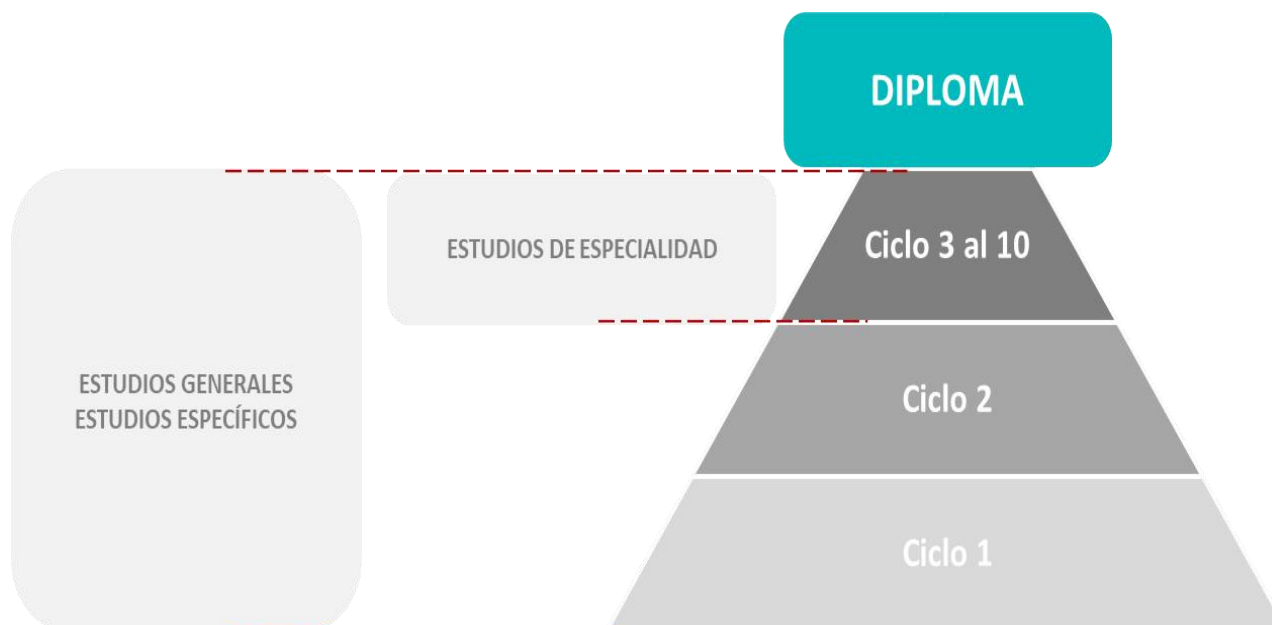 DIPLOMA
ESTUDIOS DE ESPECIALIDAD
Ciclo 3 al 10
ESTUDIOS GENERALES
ESTUDIOS ESPECÍFICOS
Ciclo 2
Ciclo 1